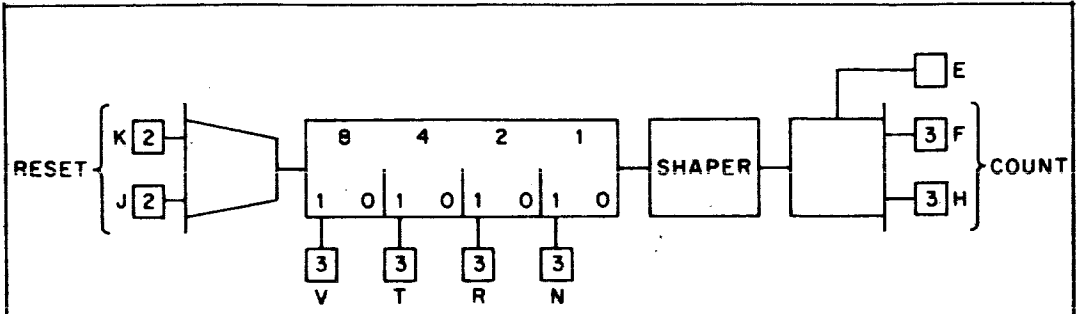 E
8 4 2 1
K 2 3 F
RESET SHAPER COUNT
J 2 1 0 1 0 1 0 1 0 3 H
3 3 3 3
V T R N